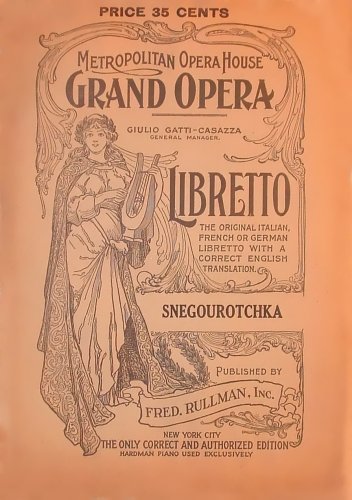 PRICE 35 CENTS
METROPOLITAN OPERA HOUSE
GRAND OPERA
GIULIO GATTI-CASAZZA
GENERAL MANAGER.
LIBRETTO
THE ORIGINAL ITALIAN,
FRENCH OR GERMAN
LIBRETTO WITH A
CORRECT ENGLISH
TRANSLATION.
SNEGOUROTCHKA
PUBLISHED BY
FRED. RULLMAN, INC.
NEW YORK CITY
THE ONLY CORRECT AND AUTHORIZED EDITION
HARDMAN PIANO USED EXCLUSIVELY